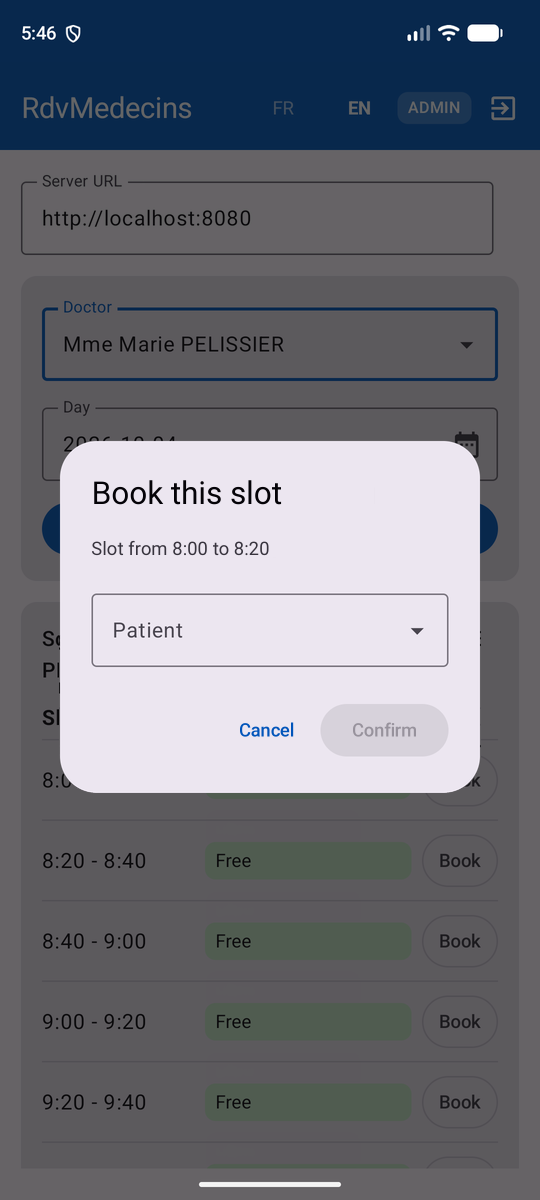 5:46
RdvMedecins FR EN ADMIN
Server URL
http://localhost:8080
Doctor
Mme Marie PELISSIER
Day
Book this slot
Slot from 8:00 to 8:20
Patient
Cancel Confirm
8:20 - 8:40 Free Book
8:40 - 9:00 Free Book
9:00 - 9:20 Free Book
9:20 - 9:40 Free Book